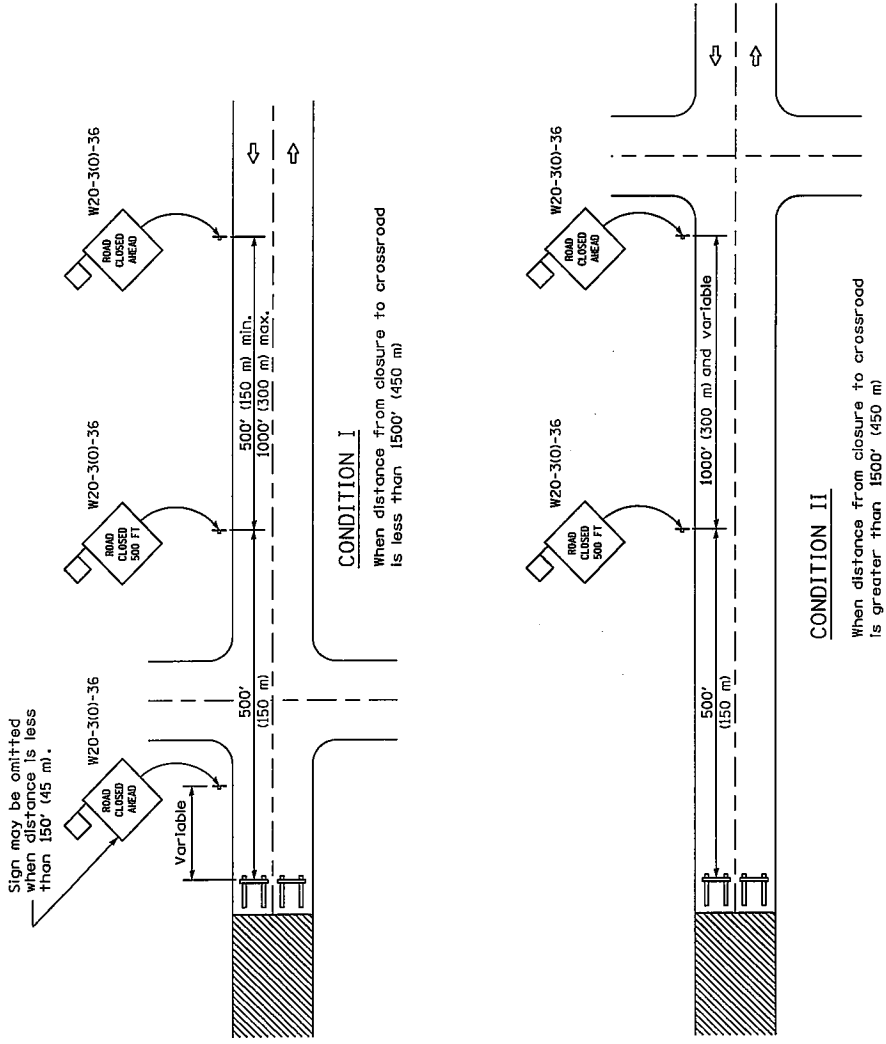 Sign may be omitted
when distance is less
than 150' (45 m).
W20-3(O)-36
ROAD
CLOSED
AHEAD
W20-3(O)-36
ROAD
CLOSED
500 FT
W20-3(O)-36
ROAD
CLOSED
AHEAD
Variable
500'
(150 m)
500' (150 m) min.
1000' (300 m) max.
CONDITION I
When distance from closure to crossroad
is less than 1500' (450 m)
W20-3(O)-36
ROAD
CLOSED
500 FT
W20-3(O)-36
ROAD
CLOSED
AHEAD
500'
(150 m)
1000' (300 m) and variable
CONDITION II
When distance from closure to crossroad
is greater than 1500' (450 m)